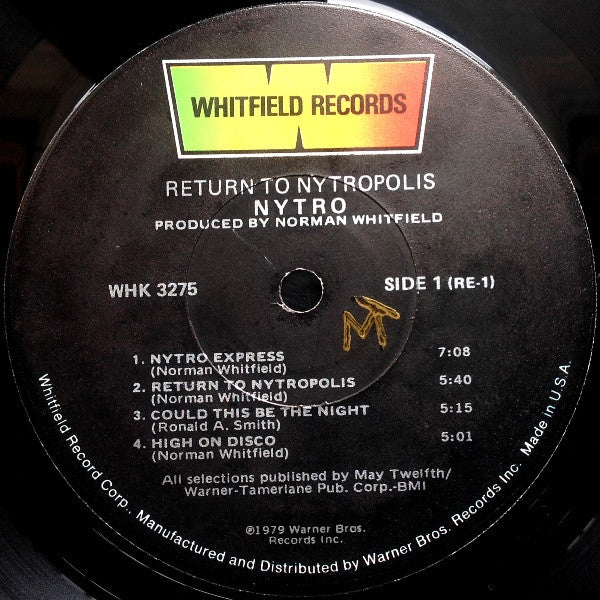 WHITFIELD RECORDS
RETURN TO NYTROPOLIS
NYTRO
PRODUCED BY NORMAN WHITFIELD
WHK 3275
SIDE 1 (RE-1)
MT
1. NYTRO EXPRESS 7:08
(Norman Whitfield)
2. RETURN TO NYTROPOLIS 5:40
(Norman Whitfield)
3. COULD THIS BE THE NIGHT 5:15
(Ronald A. Smith)
4. HIGH ON DISCO 5:01
(Norman Whitfield)
All selections published by May Twelfth/
Warner-Tamerlane Pub. Corp.-BMI
℗1979 Warner Bros.
Records Inc.
Whitfield Record Corp., Manufactured and Distributed by Warner Bros. Records Inc. Made in U.S.A.